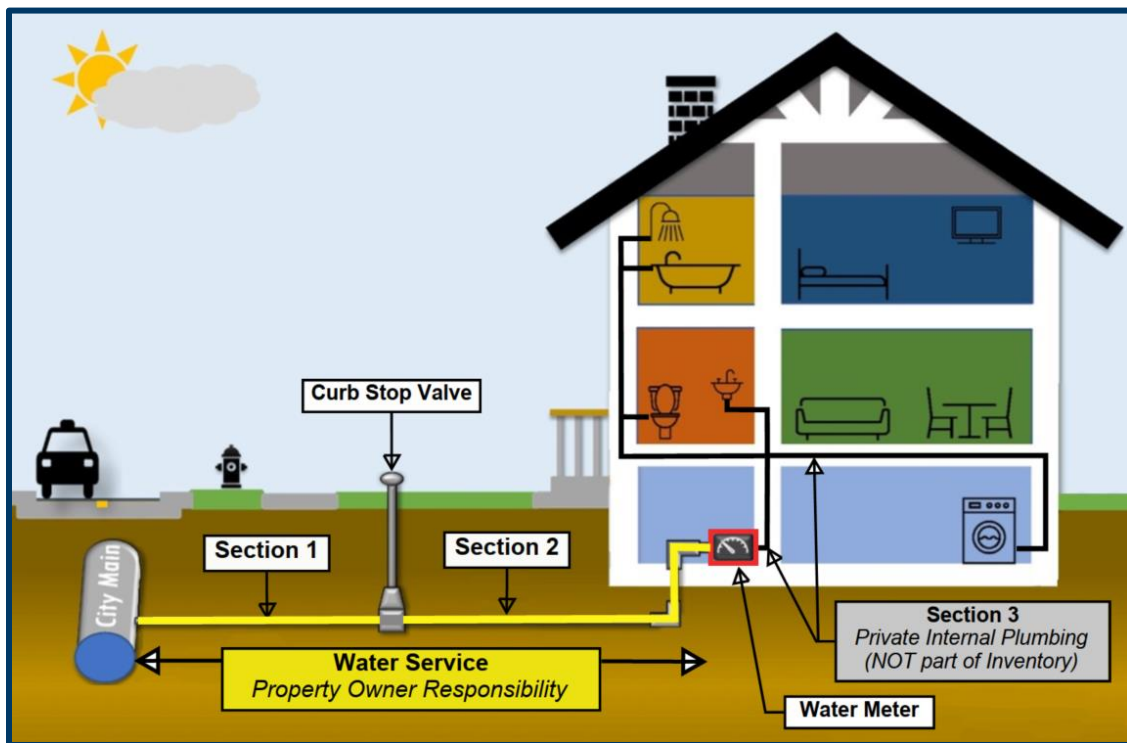 Curb Stop Valve
Section 1
Section 2
City Main
Water Service
Property Owner Responsibility
Section 3
Private Internal Plumbing
(NOT part of Inventory)
Water Meter